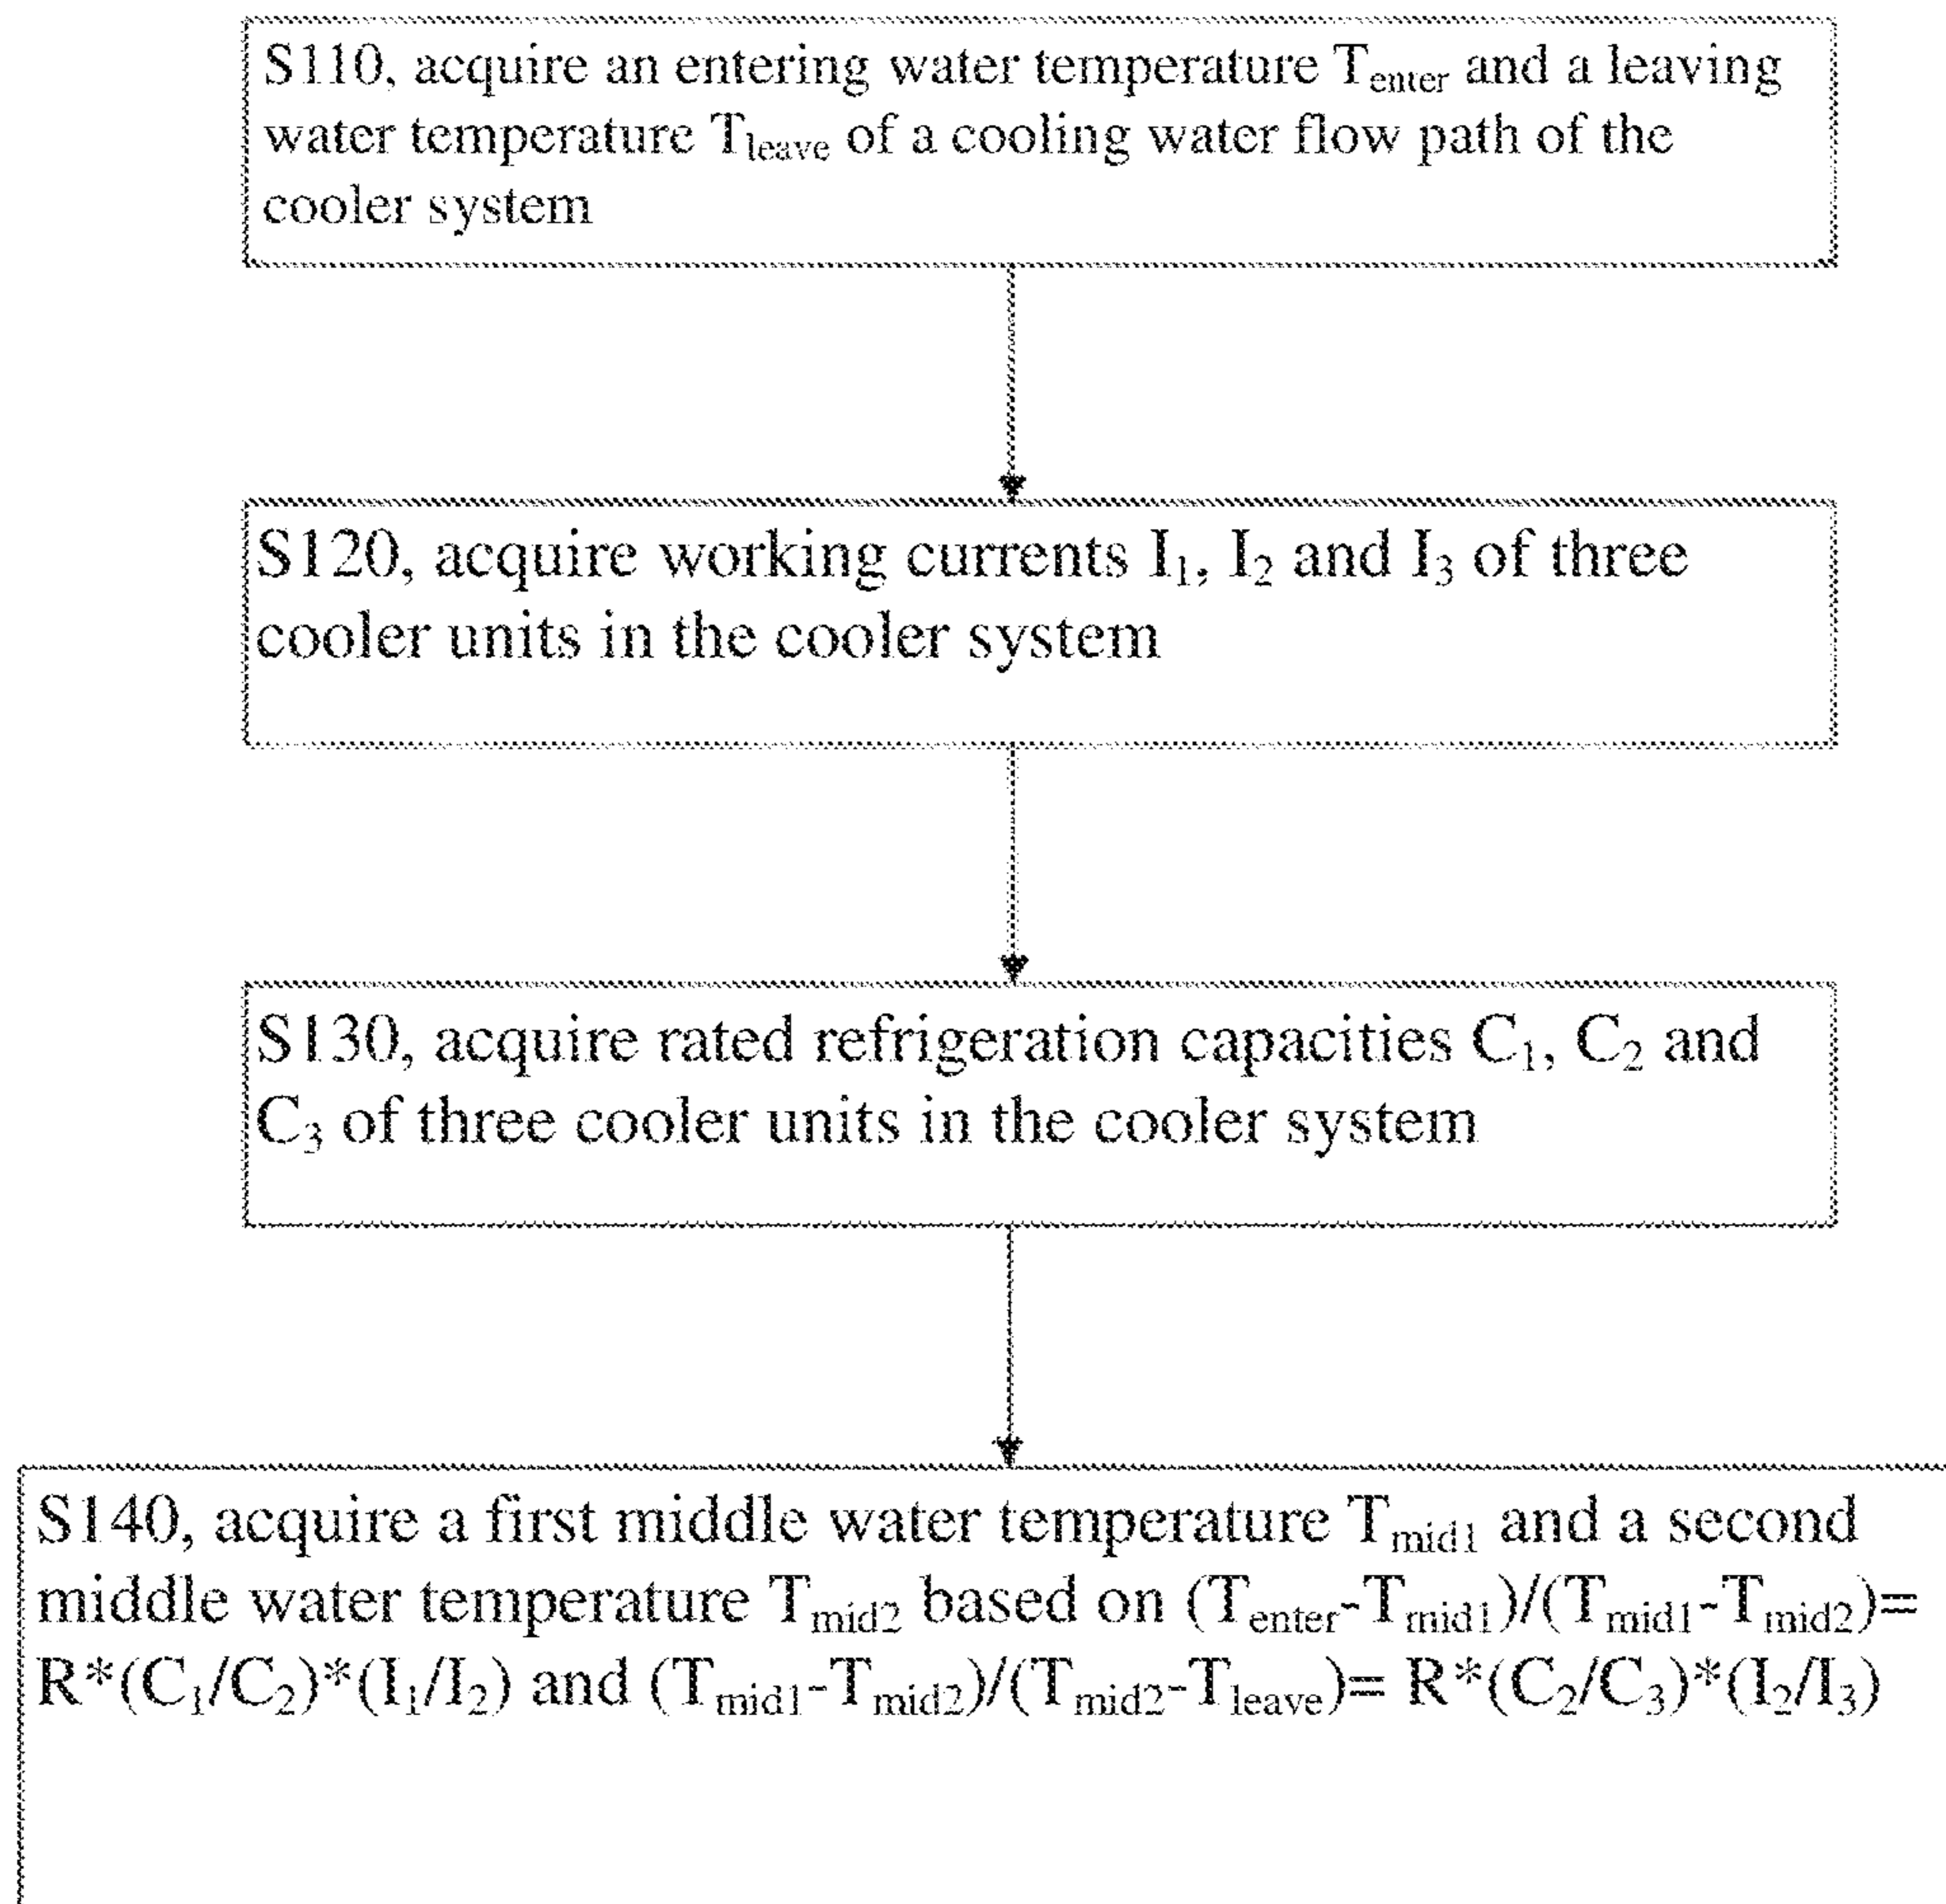 S110, acquire an entering water temperature Tenter and a leaving
water temperature Tleave of a cooling water flow path of the
cooler system
S120, acquire working currents I1, I2 and I3 of three
cooler units in the cooler system
S130, acquire rated refrigeration capacities C1, C2 and
C3 of three cooler units in the cooler system
S140, acquire a first middle water temperature Tmid1 and a second
middle water temperature Tmid2 based on (Tenter-Tmid1)/(Tmid1-Tmid2)=
R*(C1/C2)*(I1/I2) and (Tmid1-Tmid2)/(Tmid2-Tleave)= R*(C2/C3)*(I2/I3)